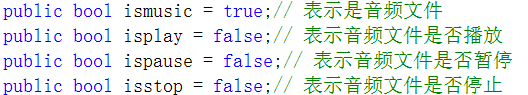 public bool ismusic = true;// 表示是音频文件
public bool isplay = false;// 表示音频文件是否播放
public bool ispause = false;// 表示音频文件是否暂停
public bool isstop = false;// 表示音频文件是否停止